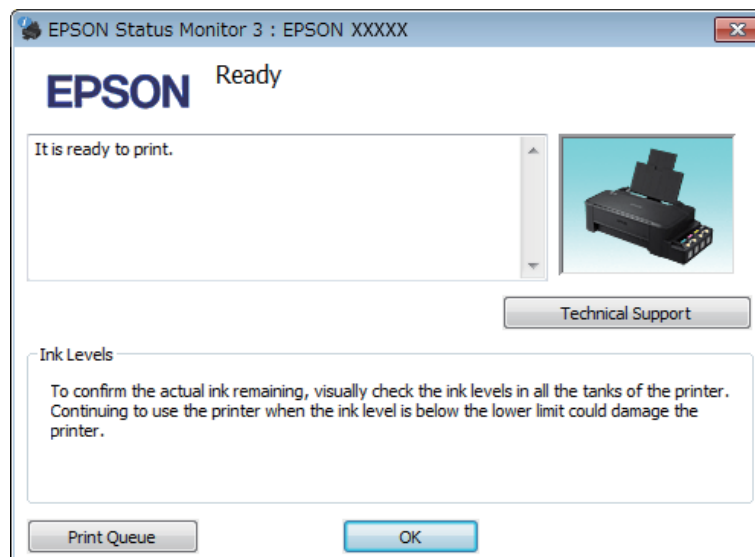 EPSON Status Monitor 3 : EPSON XXXXX
EPSON
Ready
It is ready to print.
Technical Support
Ink Levels
To confirm the actual ink remaining, visually check the ink levels in all the tanks of the printer.
Continuing to use the printer when the ink level is below the lower limit could damage the
printer.
Print Queue
OK